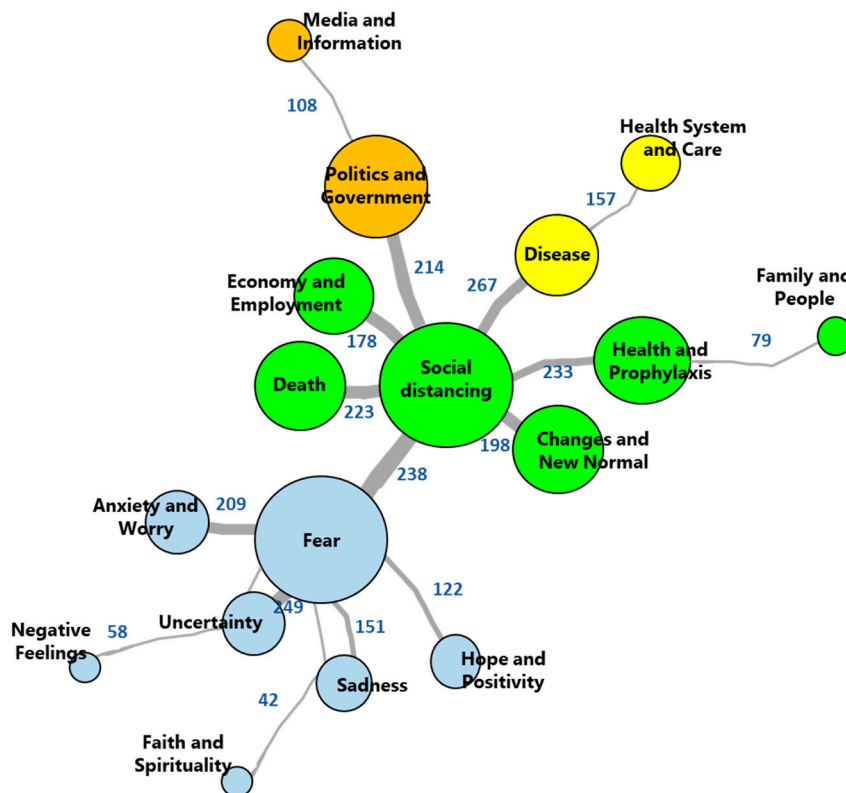 Media and
Information
108
Health System
and Care
Politics and
Government
157
214
Disease
Economy and
Employment
267
Family and
People
178
Social
distancing
Health and
Prophylaxis
79
233
Death
223
198
Changes and
New Normal
238
Anxiety and
Worry
209
Fear
122
249
Uncertainty
151
Negative
Feelings
58
Hope and
Positivity
Sadness
42
Faith and
Spirituality